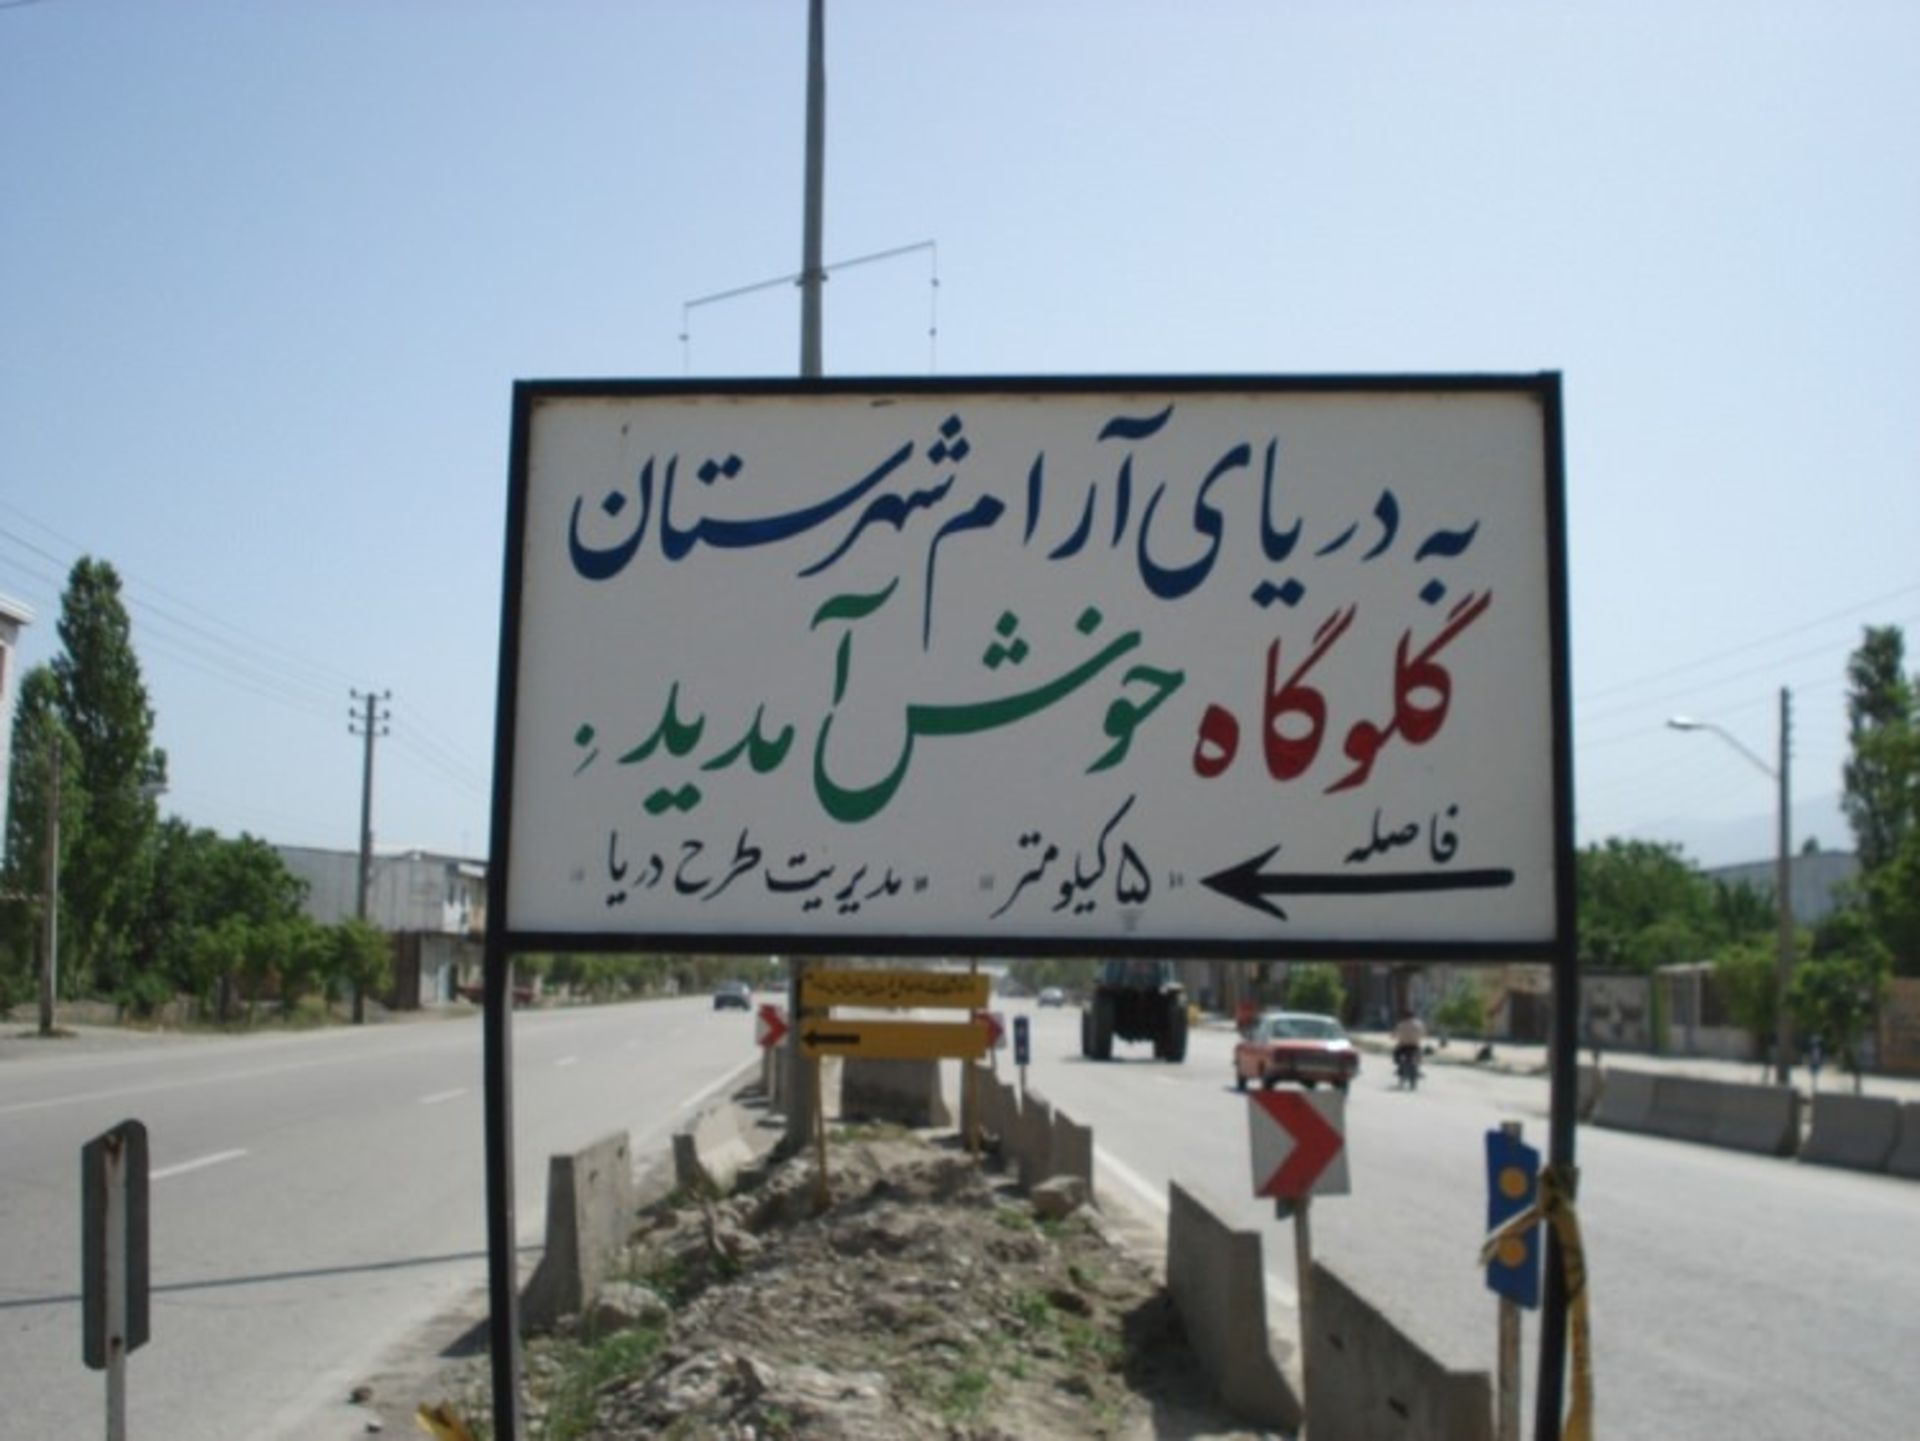 به دریای آرام شهرستان
گلوگاه خوش آمدید.
فاصله
«۵ کیلومتر» «مدیریت طرح دریا»